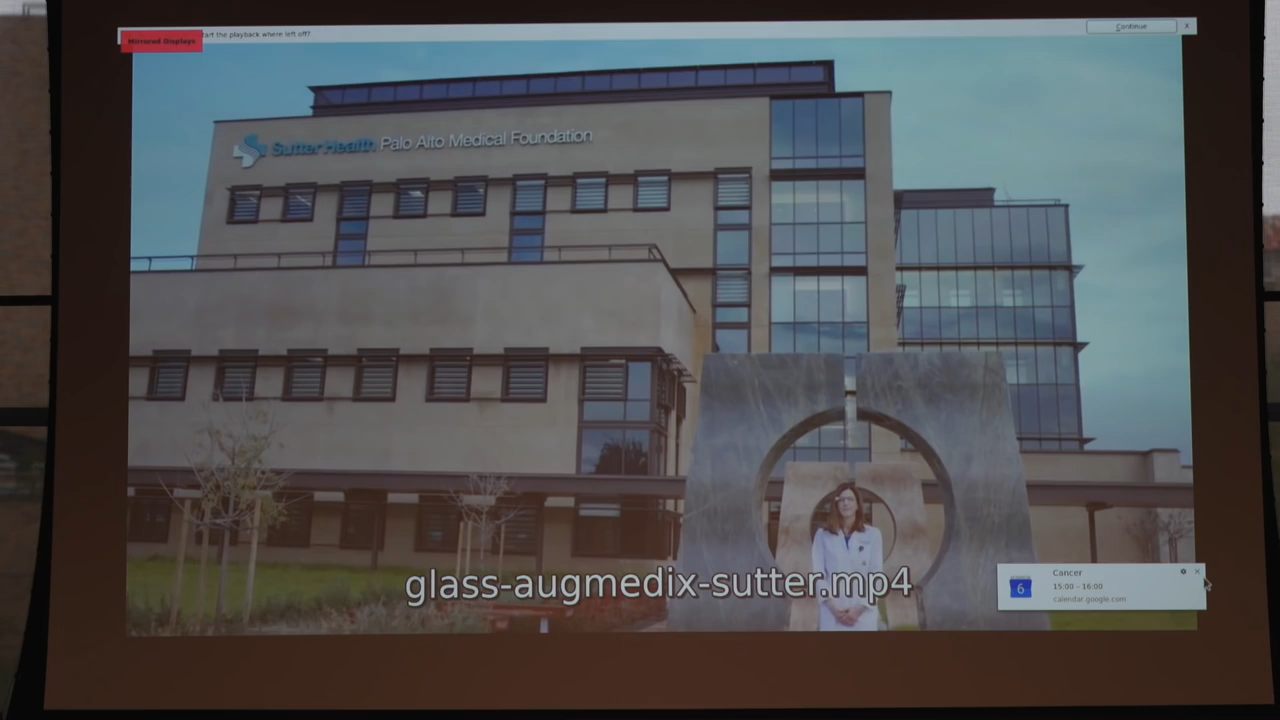 Mirrored Displays
tart the playback where left off?
Continue
x
Sutter Health Palo Alto Medical Foundation
glass-augmedix-sutter.mp4
6
Cancer
15:00 - 16:00
calendar.google.com